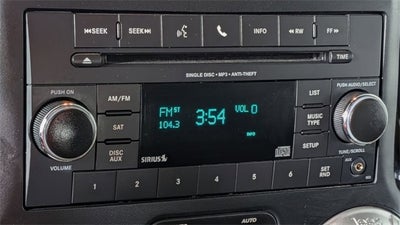 ⏮SEEK SEEK⏭ INFO ◀◀ RW FF ▶▶
TIME
SINGLE DISC • MP3 • ANTI-THEFT
PUSH ON
AM/FM
SAT
DISC
AUX
VOLUME
FM ST
104.3
3:54
VOL 0
INFO
SIRIUS
LIST
MUSIC
TYPE
SETUP
PUSH AUDIO/SELECT
TUNE/SCROLL
AUX
1 2 3 4 5 6 SET
RND
AUTO